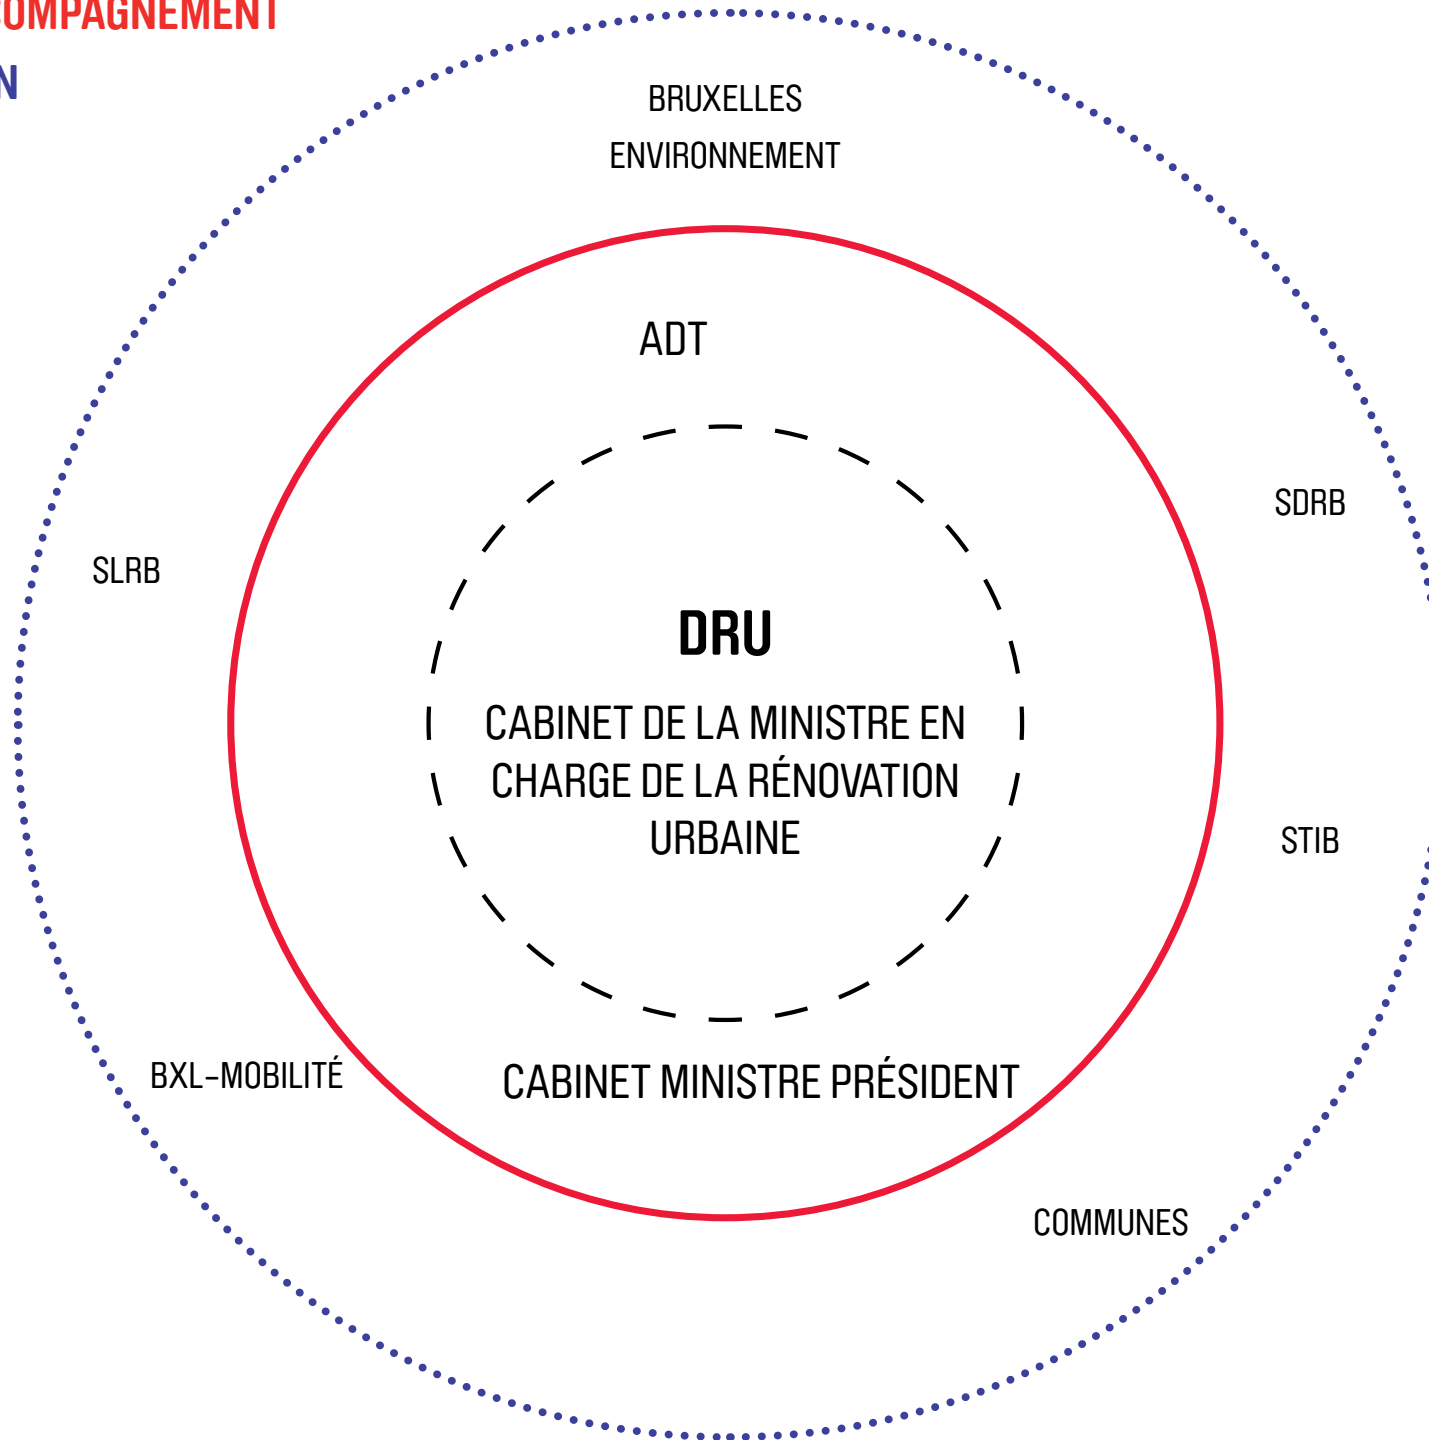 COMPAGNEMENT
N
BRUXELLES
ENVIRONNEMENT
ADT
SDRB
SLRB
DRU
CABINET DE LA MINISTRE EN
CHARGE DE LA RÉNOVATION
URBAINE
STIB
BXL-MOBILITÉ
CABINET MINISTRE PRÉSIDENT
COMMUNES